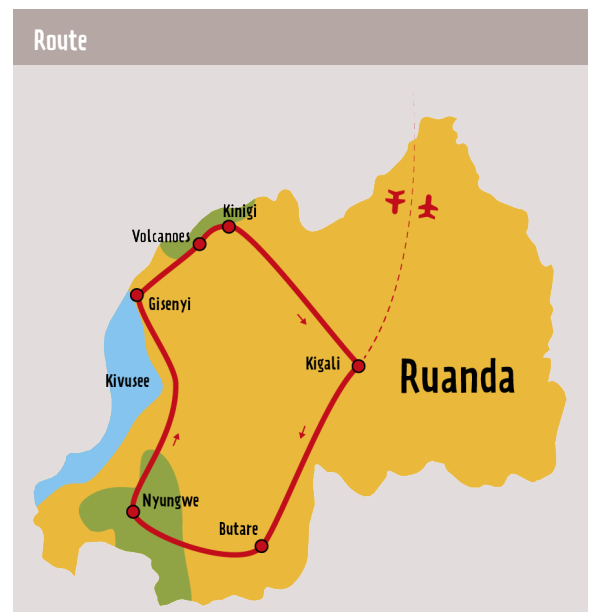 Route
Kinigi
Volcanoes
Gisenyi
Kigali
Ruanda
Kivusee
Nyungwe
Butare